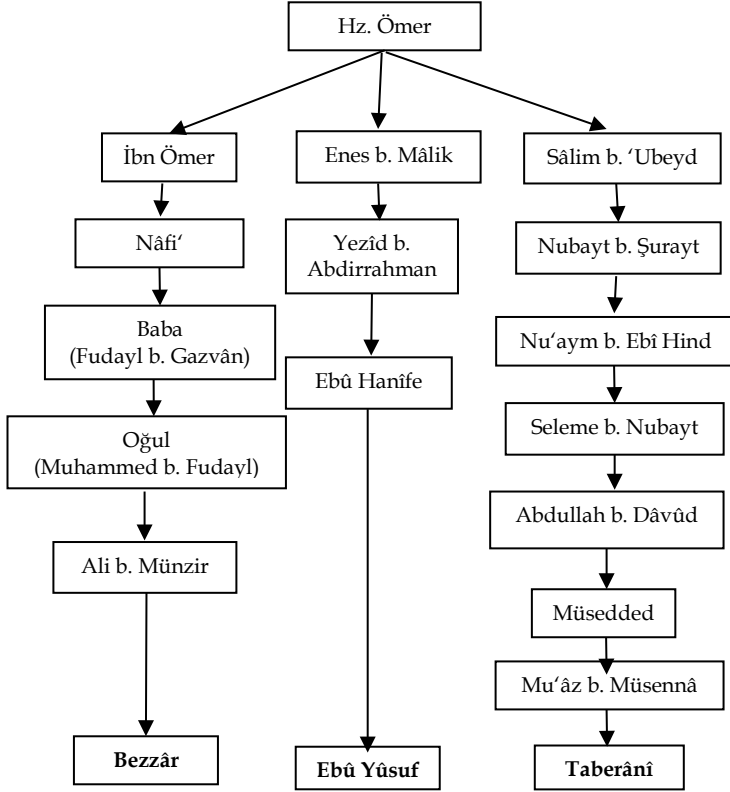 Hz. Ömer
İbn Ömer
Enes b. Mâlik
Sâlim b. ‘Ubeyd
Nâfi‘
Yezîd b.
Abdirrahman
Nubayt b. Şurayt
Baba
(Fudayl b. Gazvân)
Nu‘aym b. Ebî Hind
Ebû Hanîfe
Oğul
(Muhammed b. Fudayl)
Seleme b. Nubayt
Abdullah b. Dâvûd
Ali b. Münzir
Müsedded
Mu‘âz b. Müsennâ
Bezzâr
Ebû Yûsuf
Taberânî